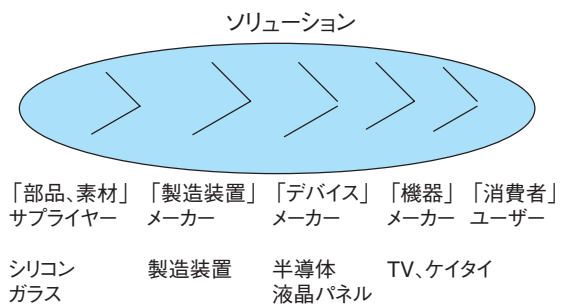 ソリューション
「部品、素材」 「製造装置」 「デバイス」 「機器」 「消費者」
サプライヤー メーカー メーカー メーカー ユーザー
シリコン 製造装置 半導体 TV、ケイタイ
ガラス 液晶パネル